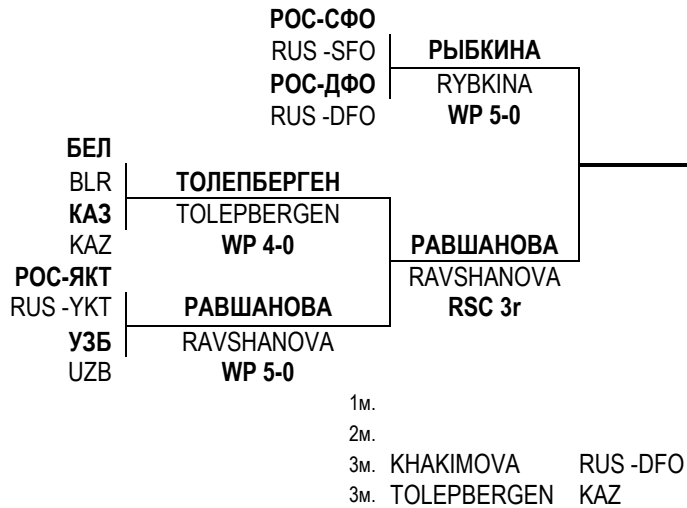 РОС-СФО
RUS -SFO
РОС-ДФО
RUS -DFO
РЫБКИНА
RYBKINA
WP 5-0
БЕЛ
BLR
КАЗ
KAZ
ТОЛЕПБЕРГЕН
TOLEPBERGEN
WP 4-0
РОС-ЯКТ
RUS -YKT
УЗБ
UZB
РАВШАНОВА
RAVSHANOVA
WP 5-0
РАВШАНОВА
RAVSHANOVA
RSC 3r
1м.
2м.
3м. KHAKIMOVA RUS -DFO
3м. TOLEPBERGEN KAZ